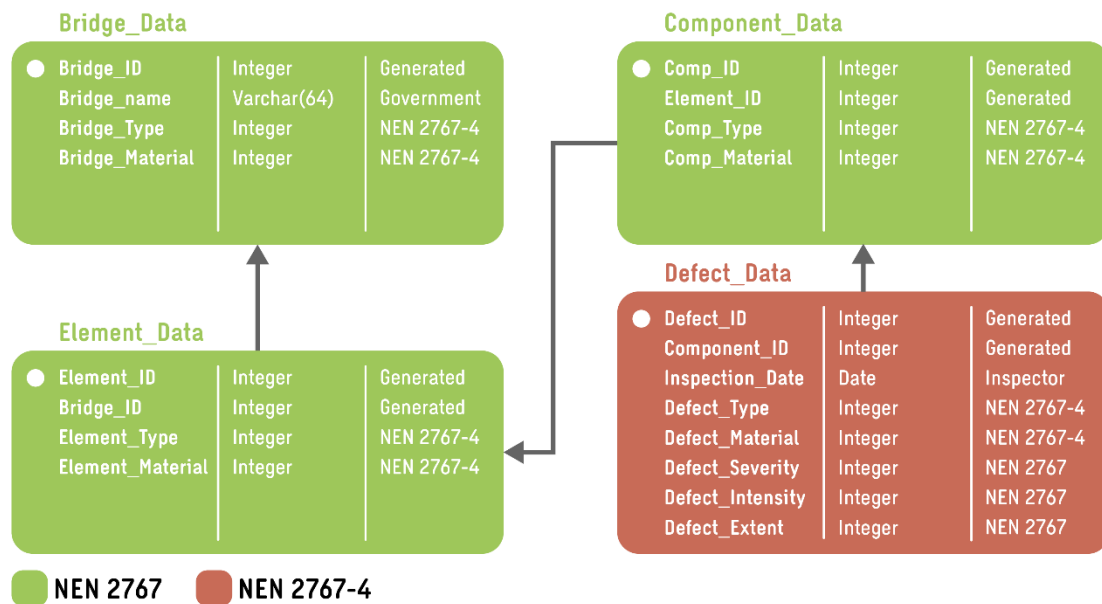 Bridge_Data
Bridge_ID Integer Generated
Bridge_name Varchar(64) Government
Bridge_Type Integer NEN 2767-4
Bridge_Material Integer NEN 2767-4
Component_Data
Comp_ID Integer Generated
Element_ID Integer Generated
Comp_Type Integer NEN 2767-4
Comp_Material Integer NEN 2767-4
Element_Data
Element_ID Integer Generated
Bridge_ID Integer Generated
Element_Type Integer NEN 2767-4
Element_Material Integer NEN 2767-4
Defect_Data
Defect_ID Integer Generated
Component_ID Integer Generated
Inspection_Date Date Inspector
Defect_Type Integer NEN 2767-4
Defect_Material Integer NEN 2767-4
Defect_Severity Integer NEN 2767
Defect_Intensity Integer NEN 2767
Defect_Extent Integer NEN 2767
NEN 2767 NEN 2767-4